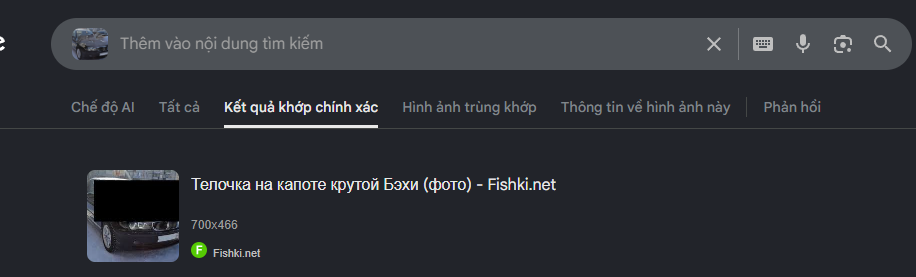 Thêm vào nội dung tìm kiếm
Chế độ AI Tất cả Kết quả khớp chính xác Hình ảnh trùng khớp Thông tin về hình ảnh này Phản hồi
Телочка на капоте крутой Бэхи (фото) - Fishki.net
700x466
F Fishki.net